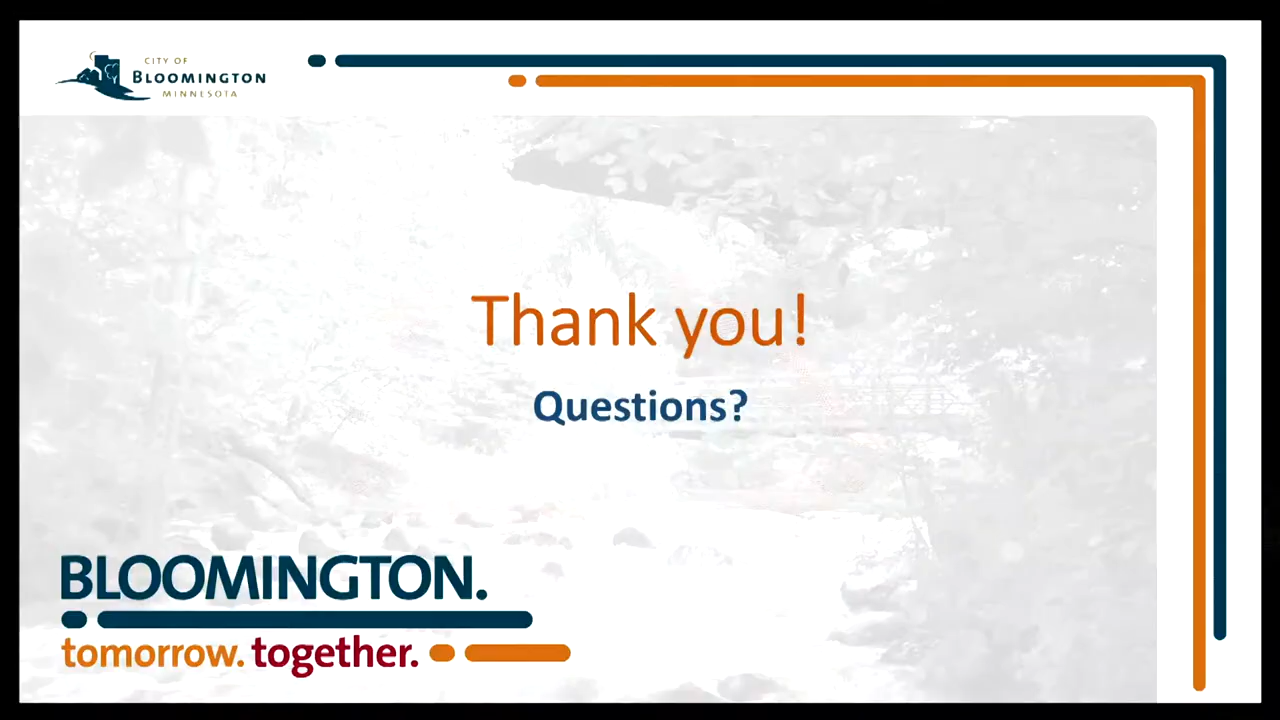 CITY OF
BLOOMINGTON
MINNESOTA
Thank you!
Questions?
BLOOMINGTON.
tomorrow. together.